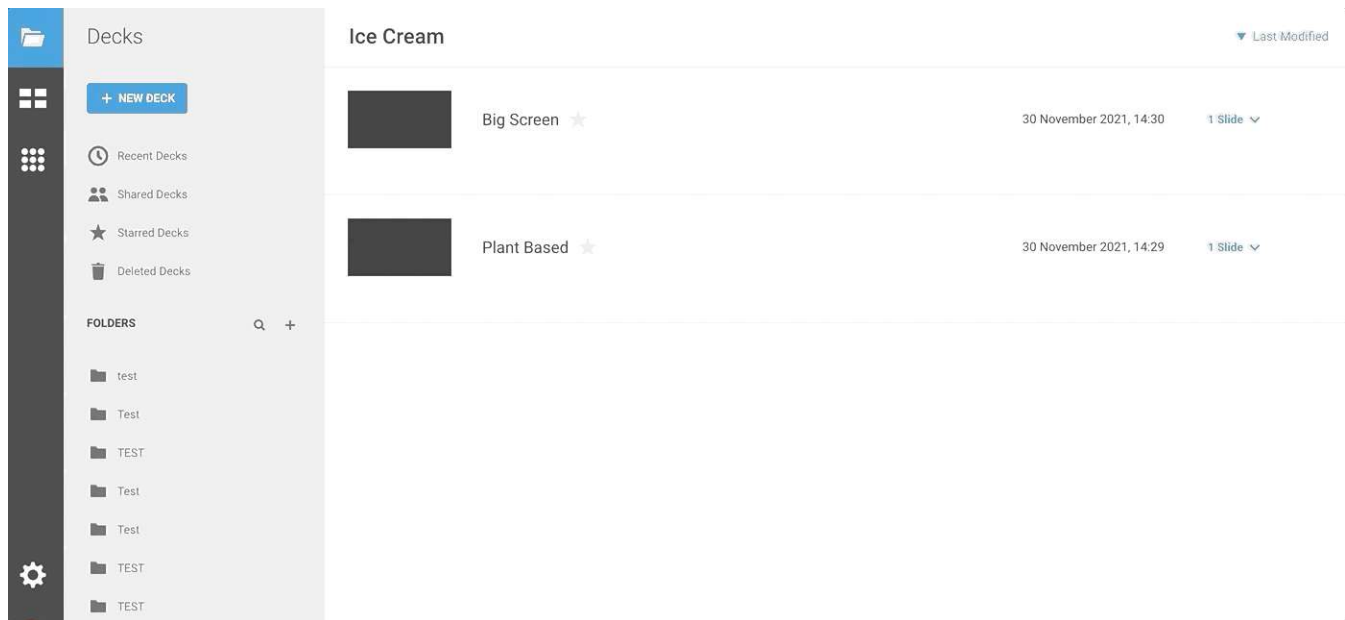 Decks
+ NEW DECK
Recent Decks
Shared Decks
Starred Decks
Deleted Decks
FOLDERS
test
Test
TEST
Test
Test
TEST
TEST
Ice Cream
Last Modified
Big Screen 30 November 2021, 14:30 1 Slide
Plant Based 30 November 2021, 14:29 1 Slide